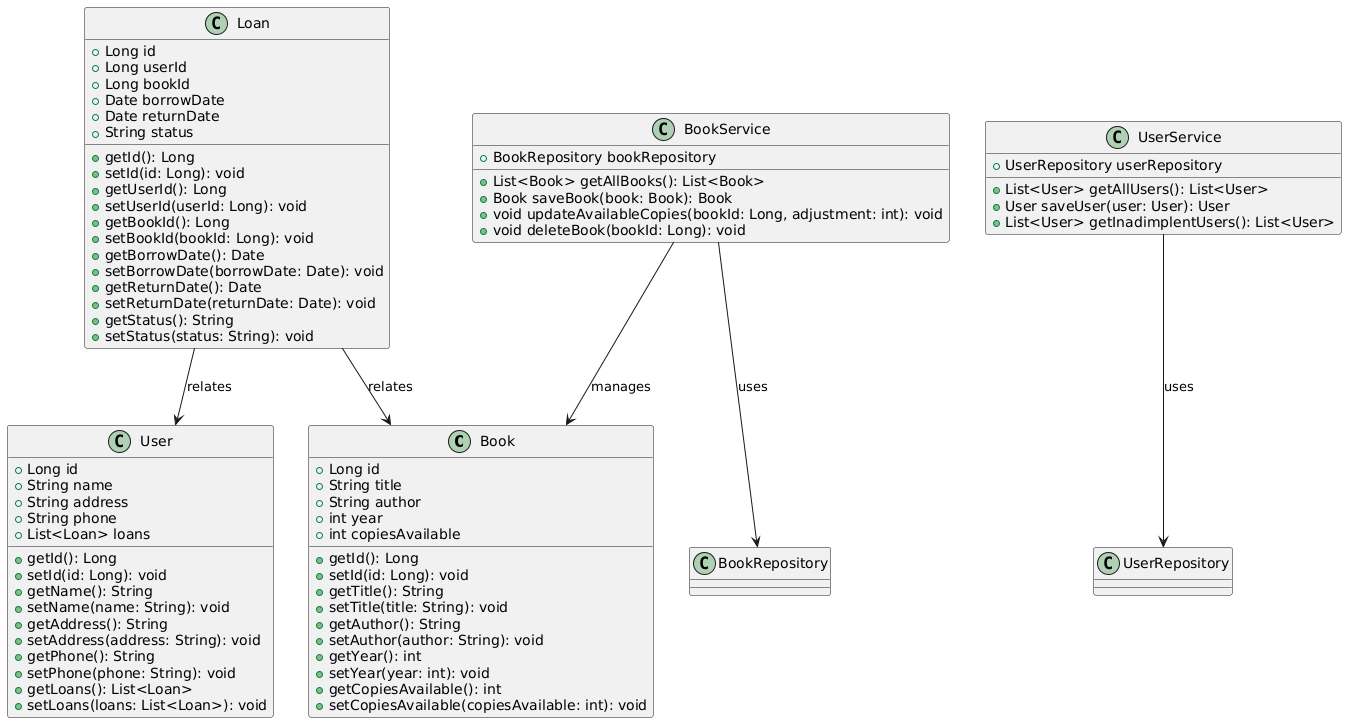 C Loan
Long id
Long userId
Long bookId
Date borrowDate
Date returnDate
String status
getId(): Long
setId(id: Long): void
getUserId(): Long
setUserId(userId: Long): void
getBookId(): Long
setBookId(bookId: Long): void
getBorrowDate(): Date
setBorrowDate(borrowDate: Date): void
getReturnDate(): Date
setReturnDate(returnDate: Date): void
getStatus(): String
setStatus(status: String): void
C BookService
BookRepository bookRepository
List<Book> getAllBooks(): List<Book>
Book saveBook(book: Book): Book
void updateAvailableCopies(bookId: Long, adjustment: int): void
void deleteBook(bookId: Long): void
C UserService
UserRepository userRepository
List<User> getAllUsers(): List<User>
User saveUser(user: User): User
List<User> getInadimplentUsers(): List<User>
relates
relates
manages
uses
uses
C User
Long id
String name
String address
String phone
List<Loan> loans
getId(): Long
setId(id: Long): void
getName(): String
setName(name: String): void
getAddress(): String
setAddress(address: String): void
getPhone(): String
setPhone(phone: String): void
getLoans(): List<Loan>
setLoans(loans: List<Loan>): void
C Book
Long id
String title
String author
int year
int copiesAvailable
getId(): Long
setId(id: Long): void
getTitle(): String
setTitle(title: String): void
getAuthor(): String
setAuthor(author: String): void
getYear(): int
setYear(year: int): void
getCopiesAvailable(): int
setCopiesAvailable(copiesAvailable: int): void
C BookRepository
C UserRepository